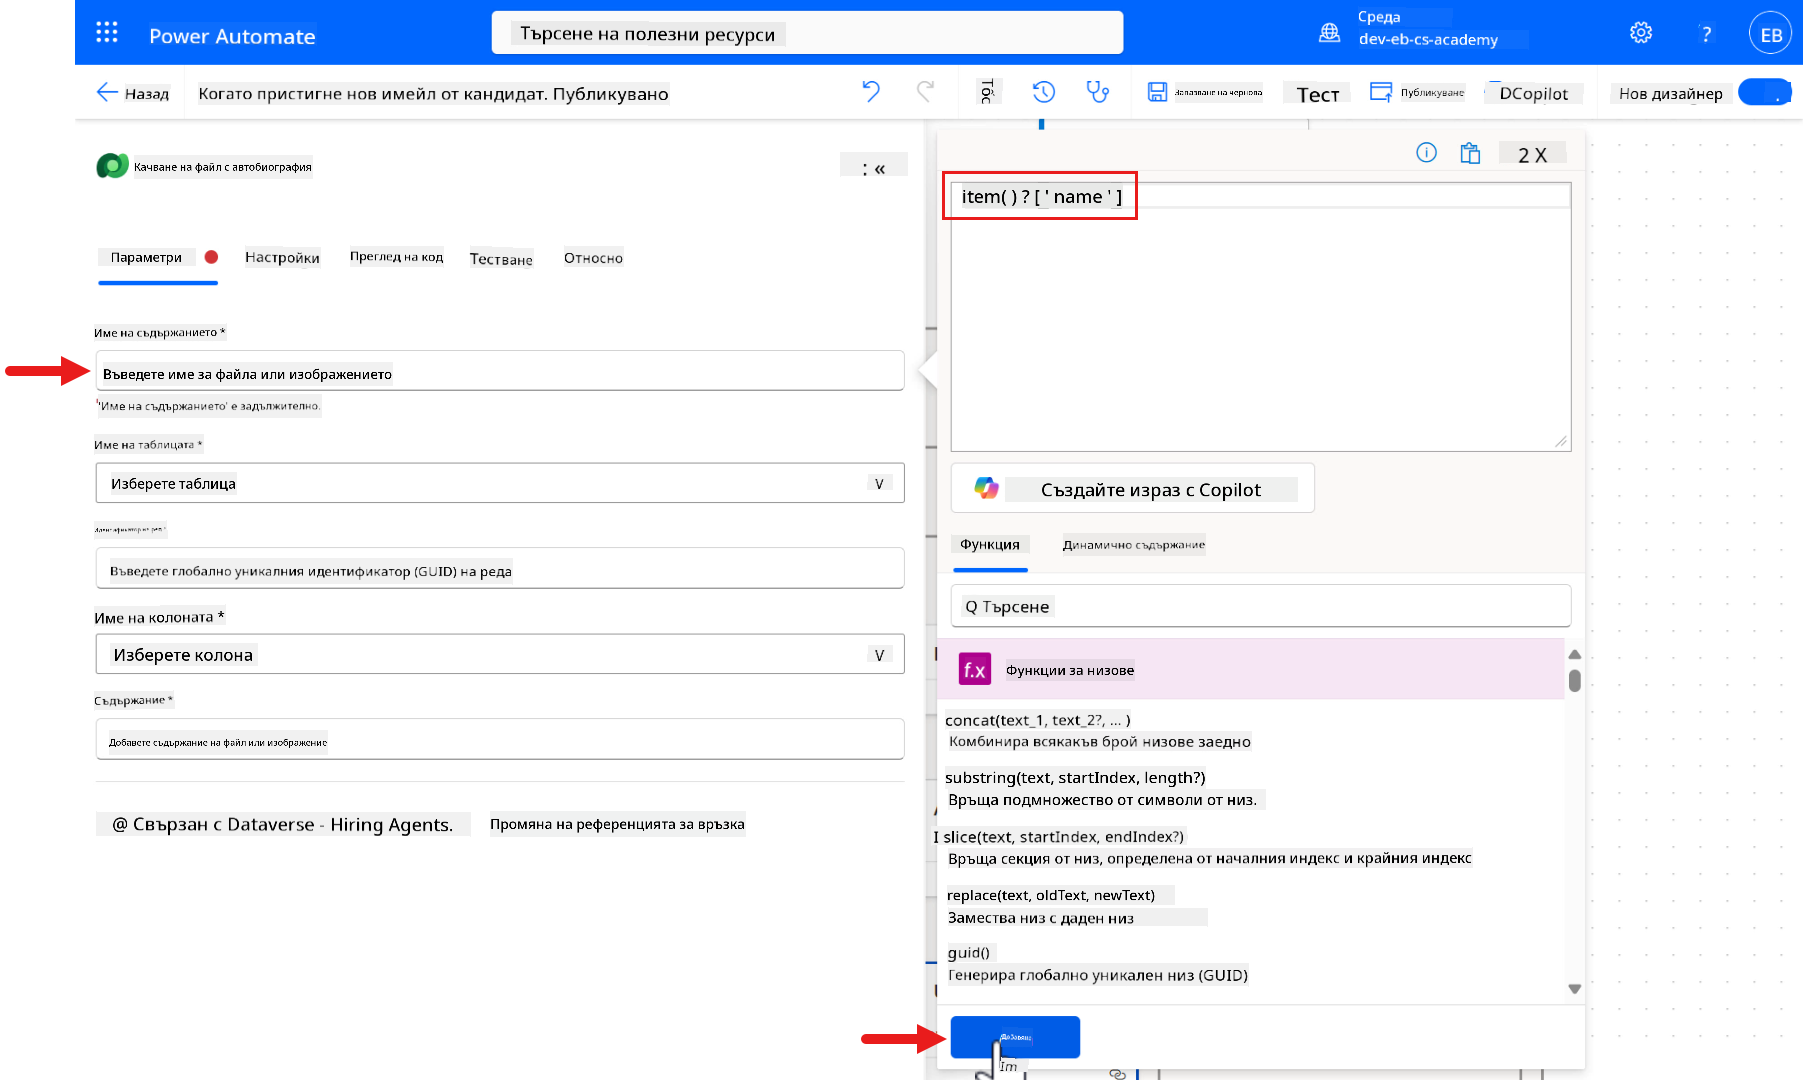 Power Automate
Търсене на полезни ресурси
Среда
dev-eb-cs-academy
?
EB
Назад
Когато пристигне нов имейл от кандидат. Публикувано
Запазване на чернова
Тест
Публикуване
DCopilot
Нов дизайнер
Качване на файл с автобиография
: «
2 X
item( ) ? [ ' name ' ]
Параметри
Настройки
Преглед на код
Тестване
Относно
Име на съдържанието *
Въведете име за файла или изображението
'Име на съдържанието' е задължително.
Име на таблицата *
Изберете таблица
V
Въведете глобално уникалния идентификатор (GUID) на реда
Име на колоната *
Изберете колона
V
Съдържание *
Добавете съдържание на файл или изображение
@ Свързан с Dataverse - Hiring Agents.
Промяна на референцията за връзка
Създайте израз с Copilot
Функция
Динамично съдържание
Q Търсене
f.x
Функции за низове
concat(text_1, text_2?, ... )
Комбинира всякакъв брой низове заедно
substring(text, startIndex, length?)
Връща подмножество от символи от низ.
I slice(text, startIndex, endIndex?)
Връща секция от низ, определена от началния индекс и крайния индекс
replace(text, oldText, newText)
Замества низ с даден низ
guid()
Генерира глобално уникален низ (GUID)
Im